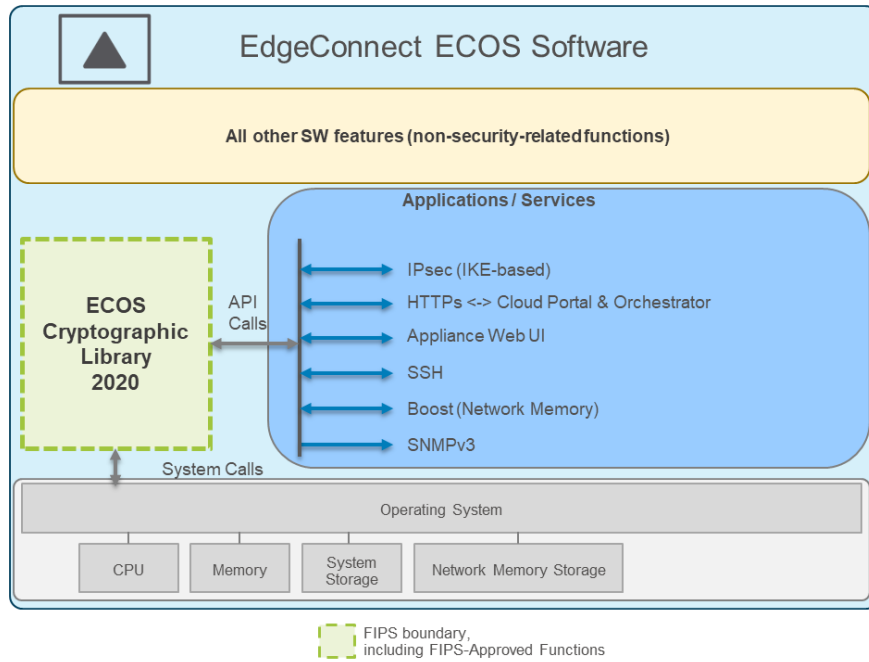 EdgeConnect ECOS Software
All other SW features (non-security-related functions)
Applications / Services
ECOS
Cryptographic
Library
2020
API
Calls
IPsec (IKE-based)
HTTPs <-> Cloud Portal & Orchestrator
Appliance Web UI
SSH
Boost (Network Memory)
SNMPv3
System Calls
Operating System
CPU
Memory
System
Storage
Network Memory Storage
FIPS boundary,
including FIPS-Approved Functions